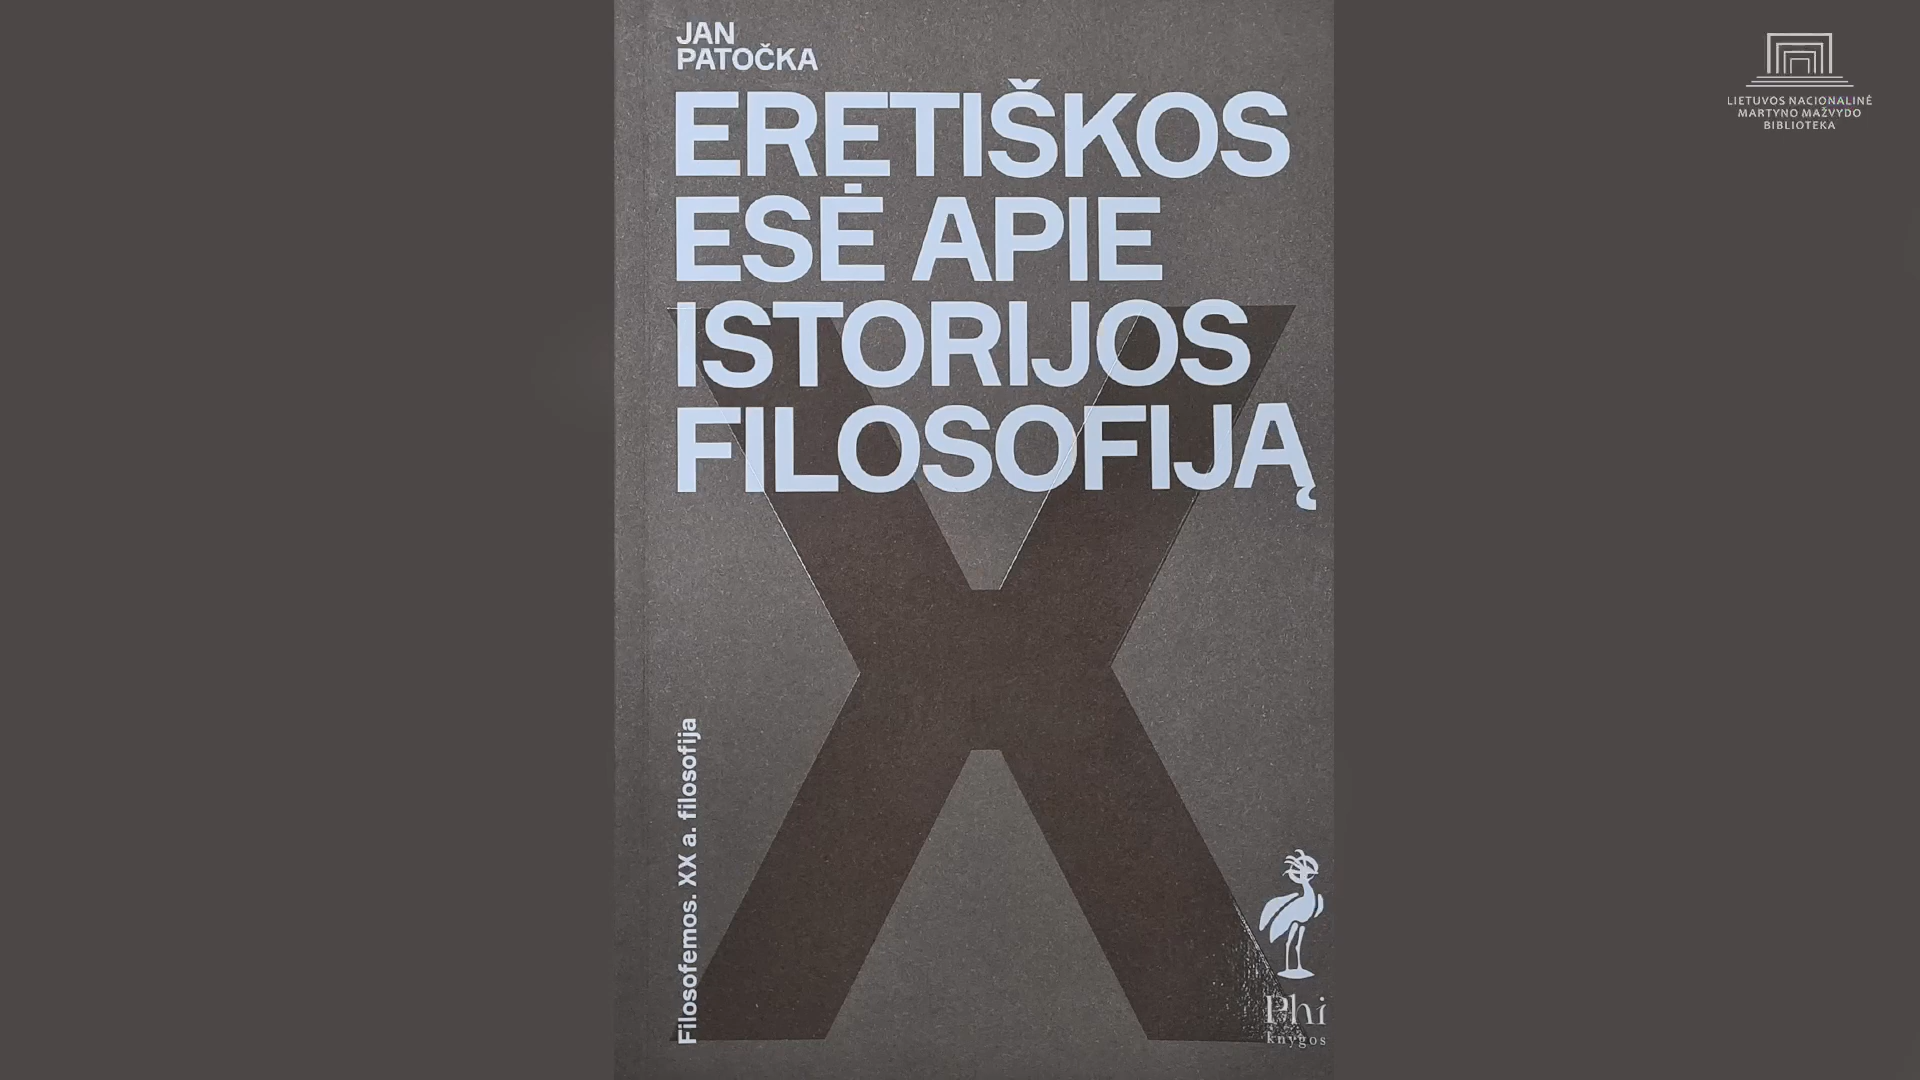 JAN
PATOČKA
ERETIŠKOS
ESĖ APIE
ISTORIJOS
FILOSOFIJĄ
Filosofemos. XX a. filosofija
Phi
knygos
LIETUVOS NACIONALINĖ
MARTYNO MAŽVYDO
BIBLIOTEKA